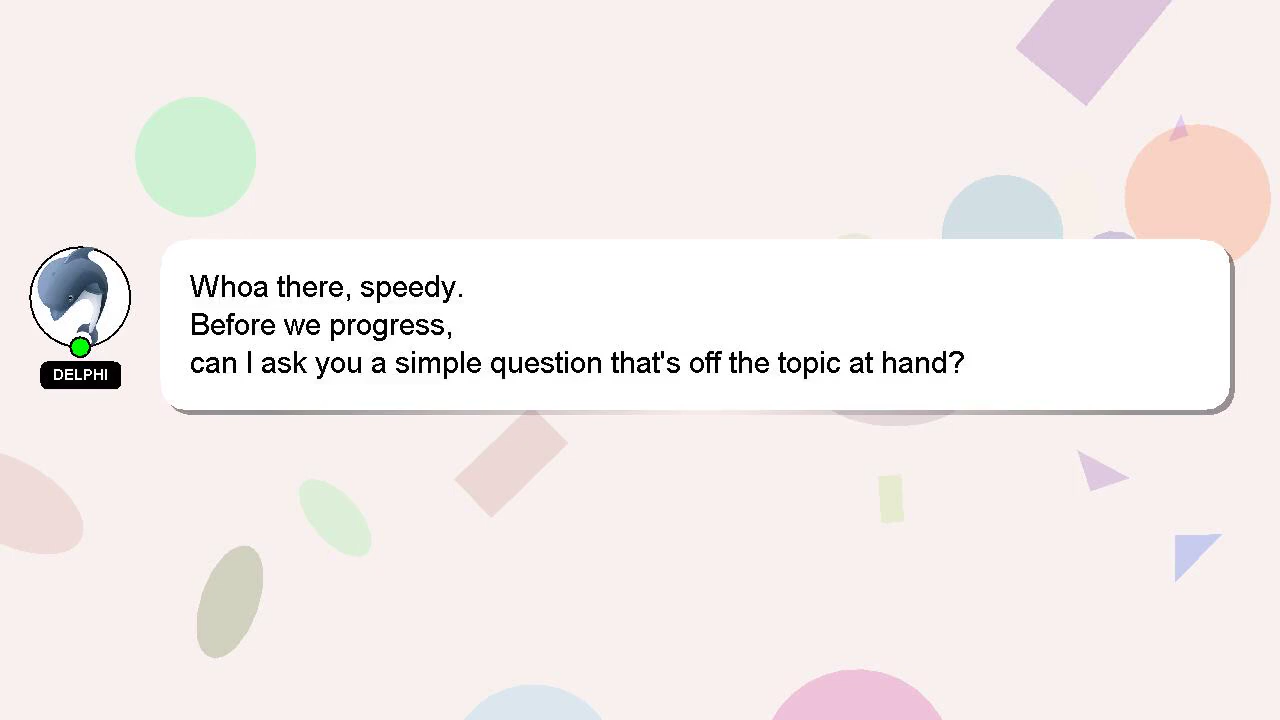 Whoa there, speedy.
Before we progress,
can I ask you a simple question that's off the topic at hand?
DELPHI